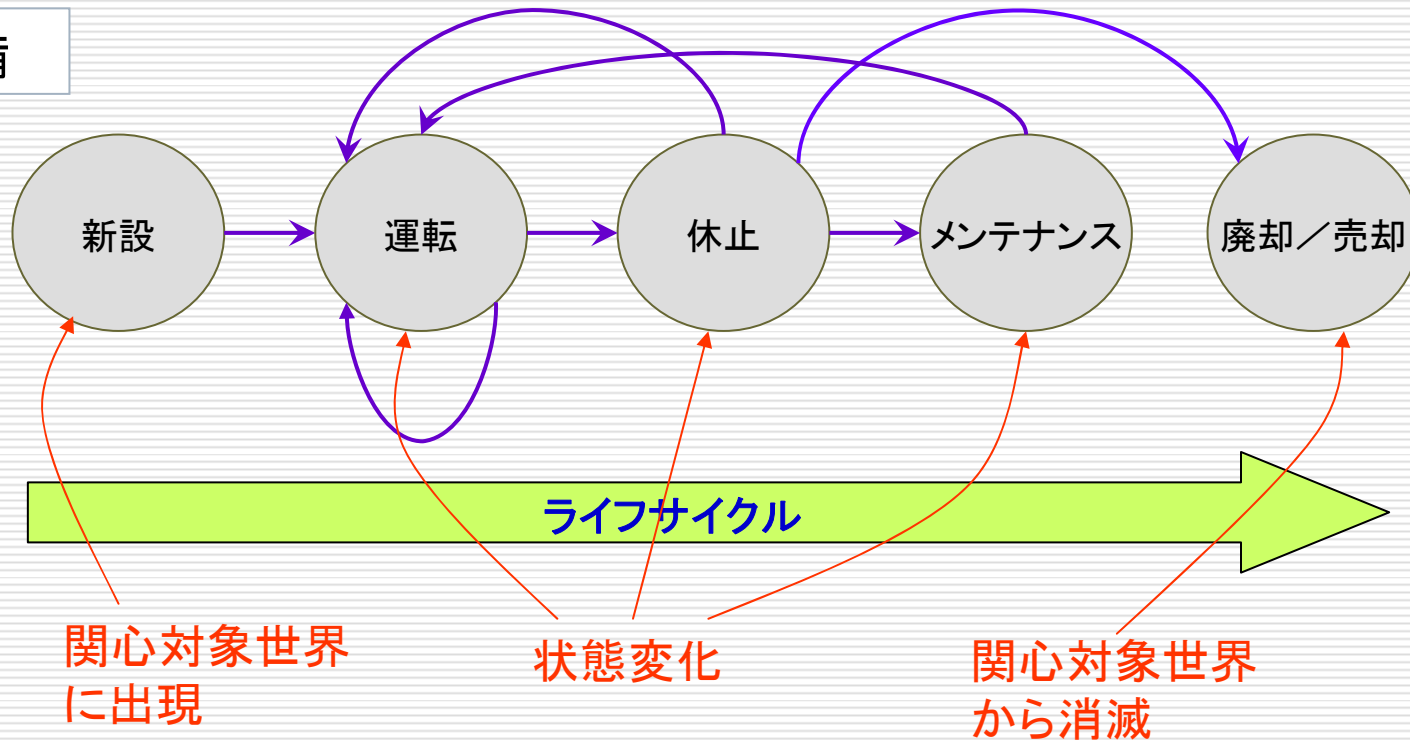 備
新設
運転
休止
メンテナンス
廃却／売却
ライフサイクル
関心対象世界
に出現
状態変化
関心対象世界
から消滅